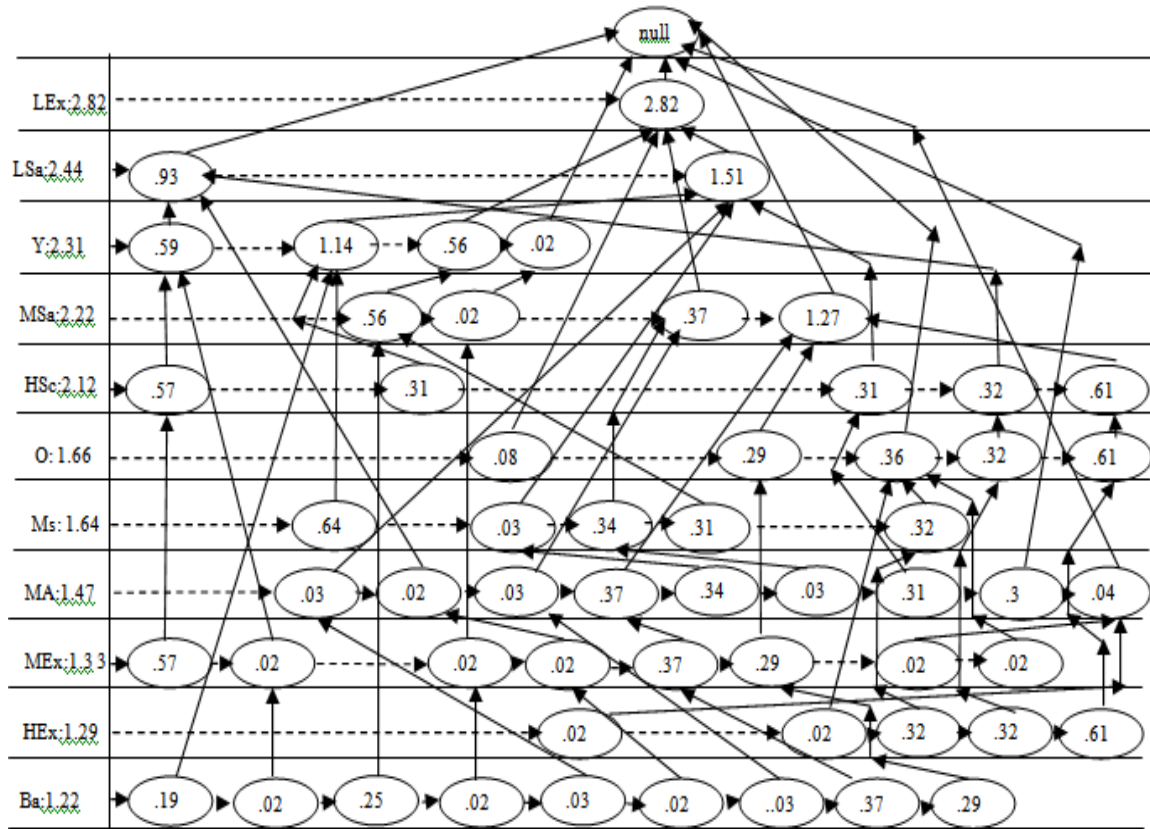 null
LEx:2.82 2.82
LSa:2.44 .93 1.51
Y:2.31 .59 1.14 .56 .02
MSa:2.22 .56 .02 .37 1.27
HSc:2.12 .57 .31 .31 .32 .61
O: 1.66 .08 .29 .36 .32 .61
Ms: 1.64 .64 .03 .34 .31 .32
MA:1.47 .03 .02 .03 .37 .34 .03 .31 .3 .04
MEx:1.33 .57 .02 .02 .02 .37 .29 .02 .02
HEx:1.29 .02 .02 .32 .32 .61
Ba:1.22 .19 .02 .25 .02 .03 .02 ..03 .37 .29